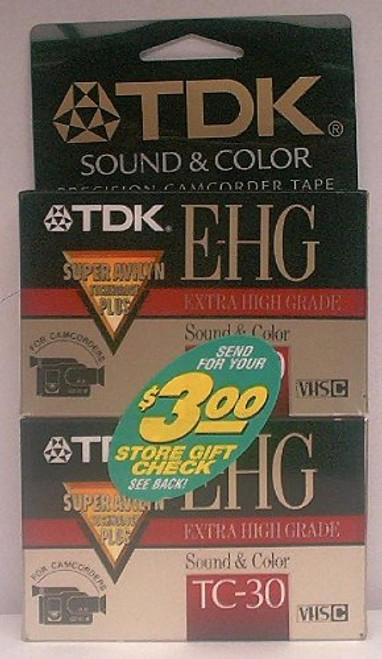 TDK®
SOUND & COLOR
PRECISION CAMCORDER TAPE
TDK
E-HG
SUPER AVILYN
TECHNOLOGY
PLUS
EXTRA HIGH GRADE
FOR CAMCORDERS
Sound & Color
VHS C
SEND
FOR YOUR
$3.00
STORE GIFT
CHECK
SEE BACK!
E-HG
SUPER AVILYN
TECHNOLOGY
PLUS
EXTRA HIGH GRADE
FOR CAMCORDERS
Sound & Color
TC-30
VHS C